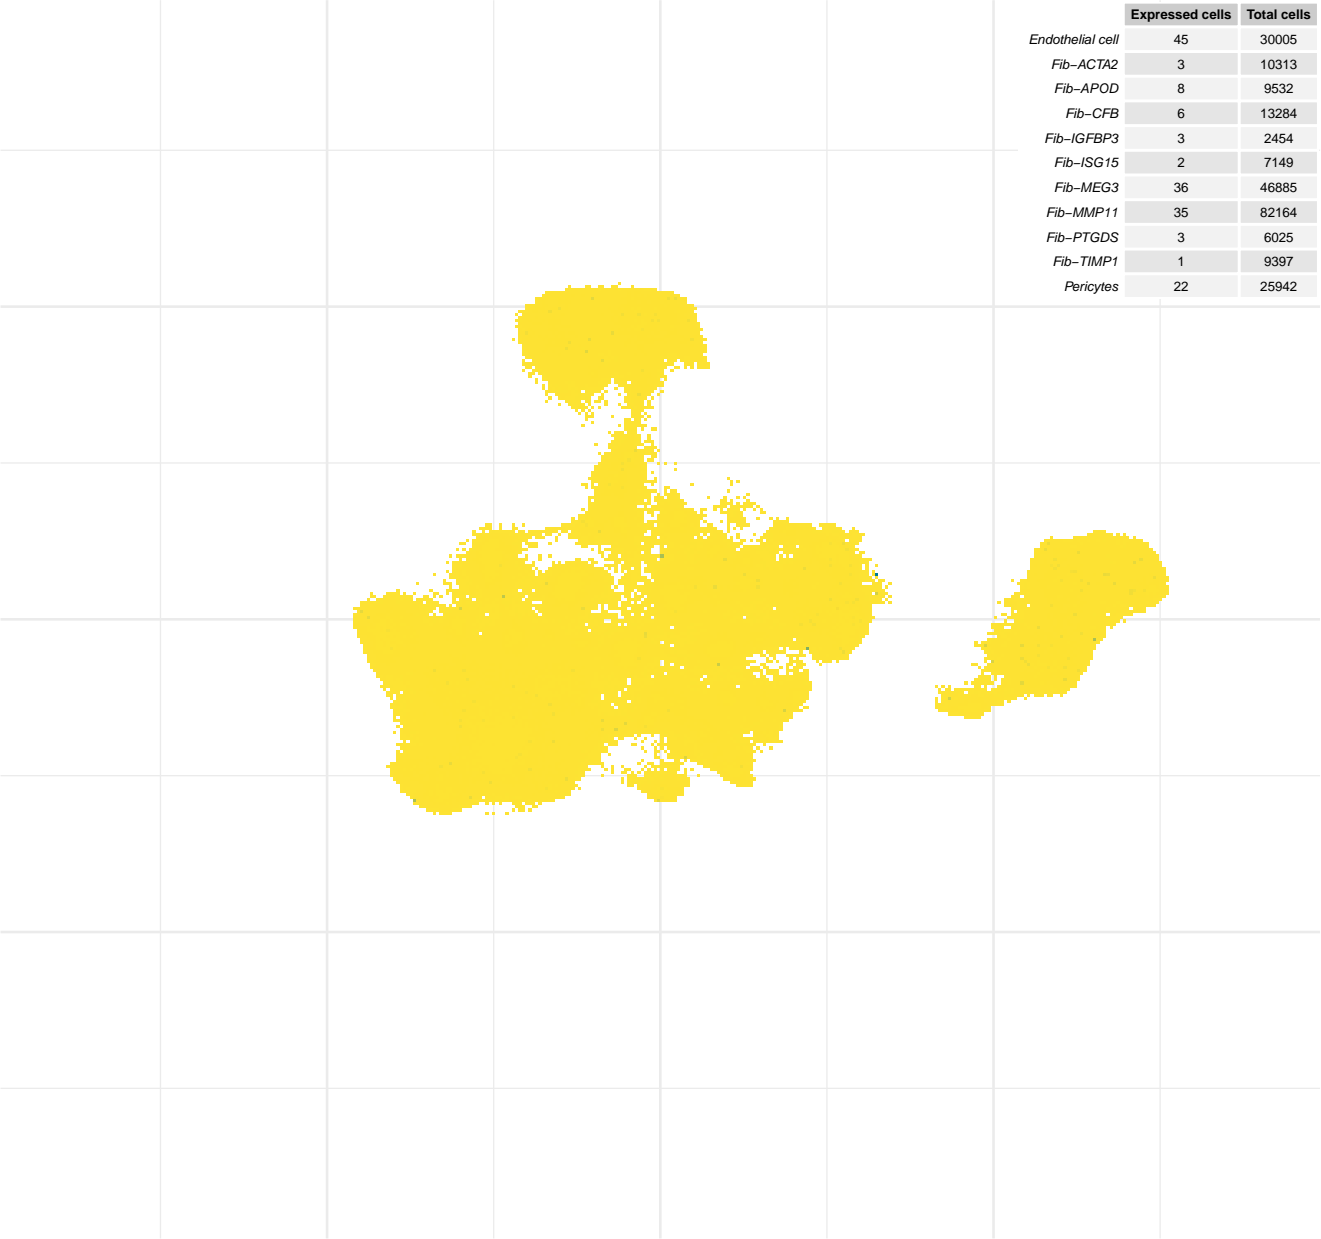 Expressed cells Total cells
Endothelial cell 45 30005
Fib−ACTA2 3 10313
Fib−APOD 8 9532
Fib−CFB 6 13284
Fib−IGFBP3 3 2454
Fib−ISG15 2 7149
Fib−MEG3 36 46885
Fib−MMP11 35 82164
Fib−PTGDS 3 6025
Fib−TIMP1 1 9397
Pericytes 22 25942